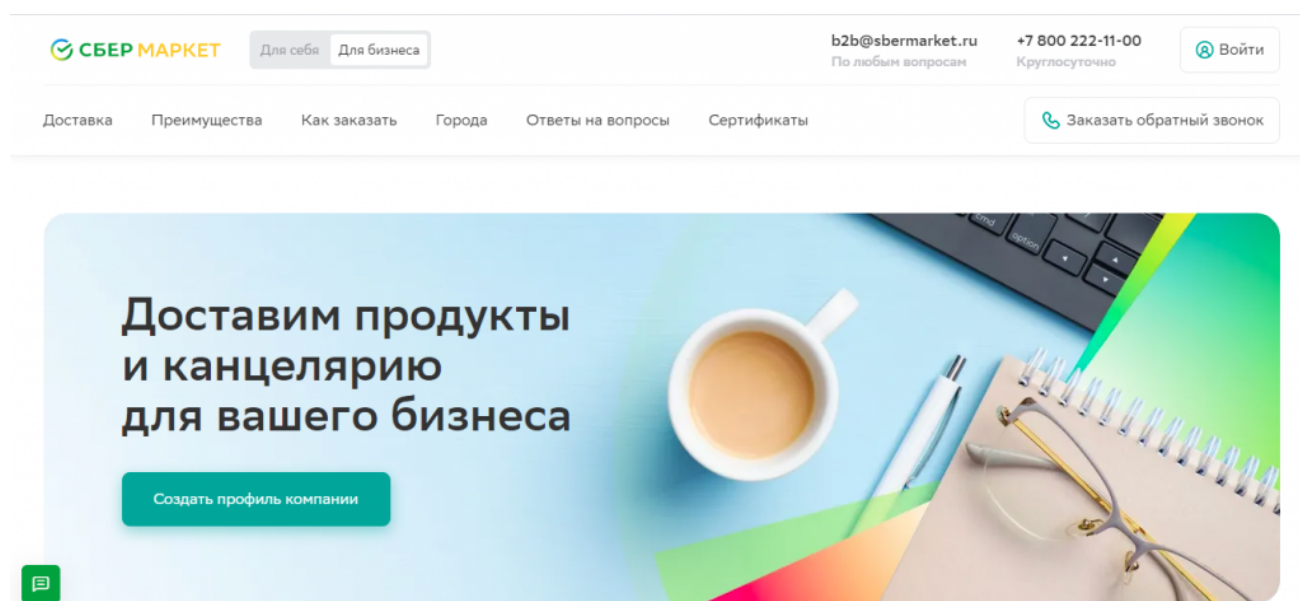 СБЕР МАРКЕТ
Для себя Для бизнеса
b2b@sbermarket.ru
По любым вопросам
+7 800 222-11-00
Круглосуточно
Войти
Доставка Преимущества Как заказать Города Ответы на вопросы Сертификаты
Заказать обратный звонок
cmd
option
Доставим продукты
и канцелярию
для вашего бизнеса
Создать профиль компании